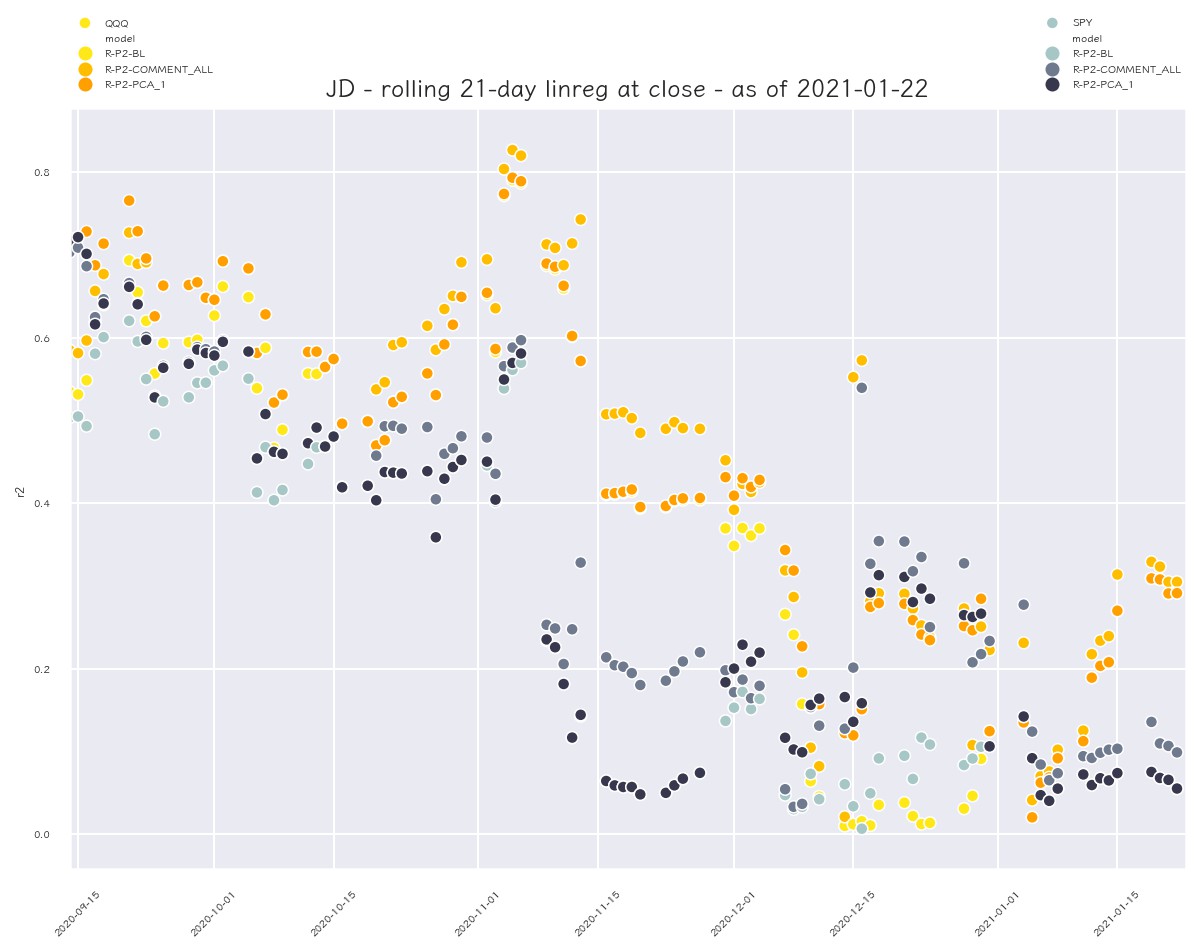 QQQ
model
R-P2-BL
R-P2-COMMENT_ALL
R-P2-PCA_1
SPY
model
R-P2-BL
R-P2-COMMENT_ALL
R-P2-PCA_1
JD - rolling 21-day linreg at close - as of 2021-01-22
0.8
0.6
0.4
0.2
0.0
r2
2020-09-15
2020-10-01
2020-10-15
2020-11-01
2020-11-15
2020-12-01
2020-12-15
2021-01-01
2021-01-15